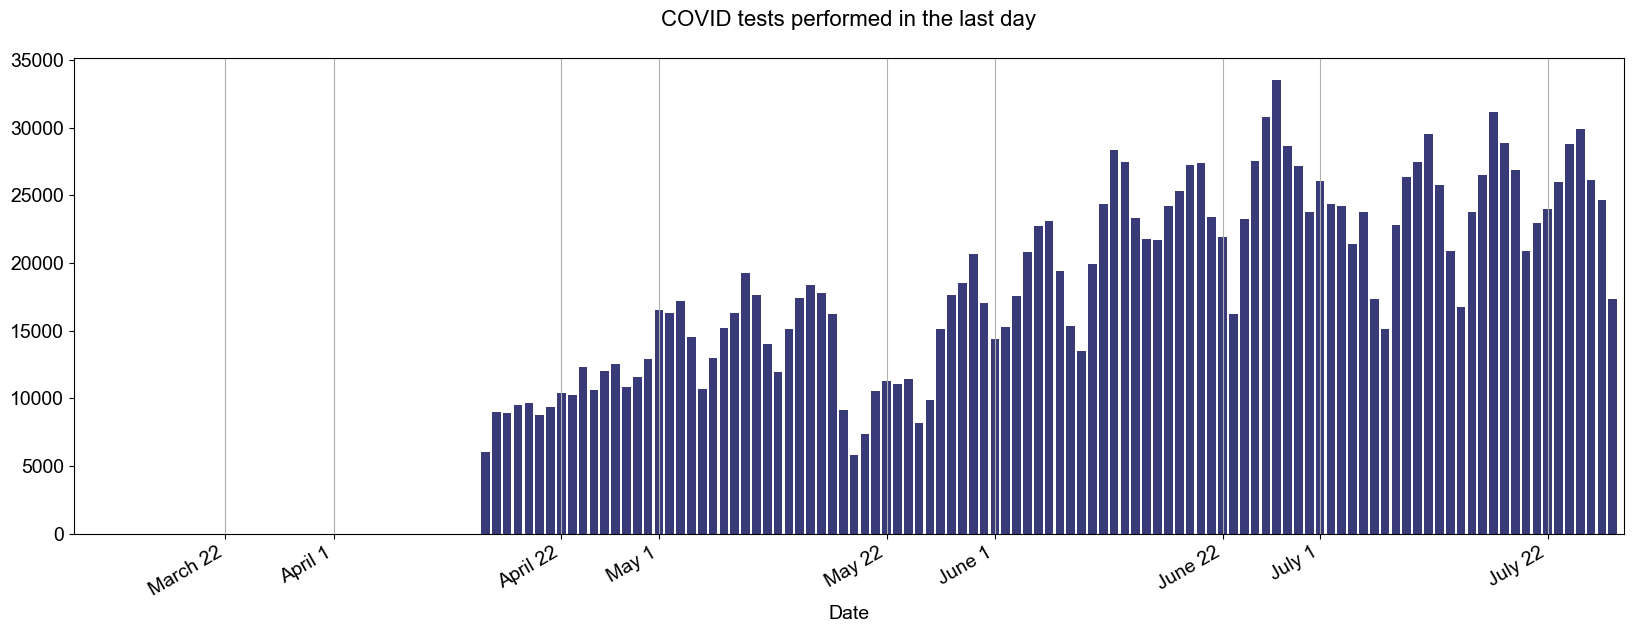 COVID tests performed in the last day
35000
30000
25000
20000
15000
10000
5000
0
March 22
April 1
April 22
May 1
May 22
June 1
June 22
July 1
July 22
Date